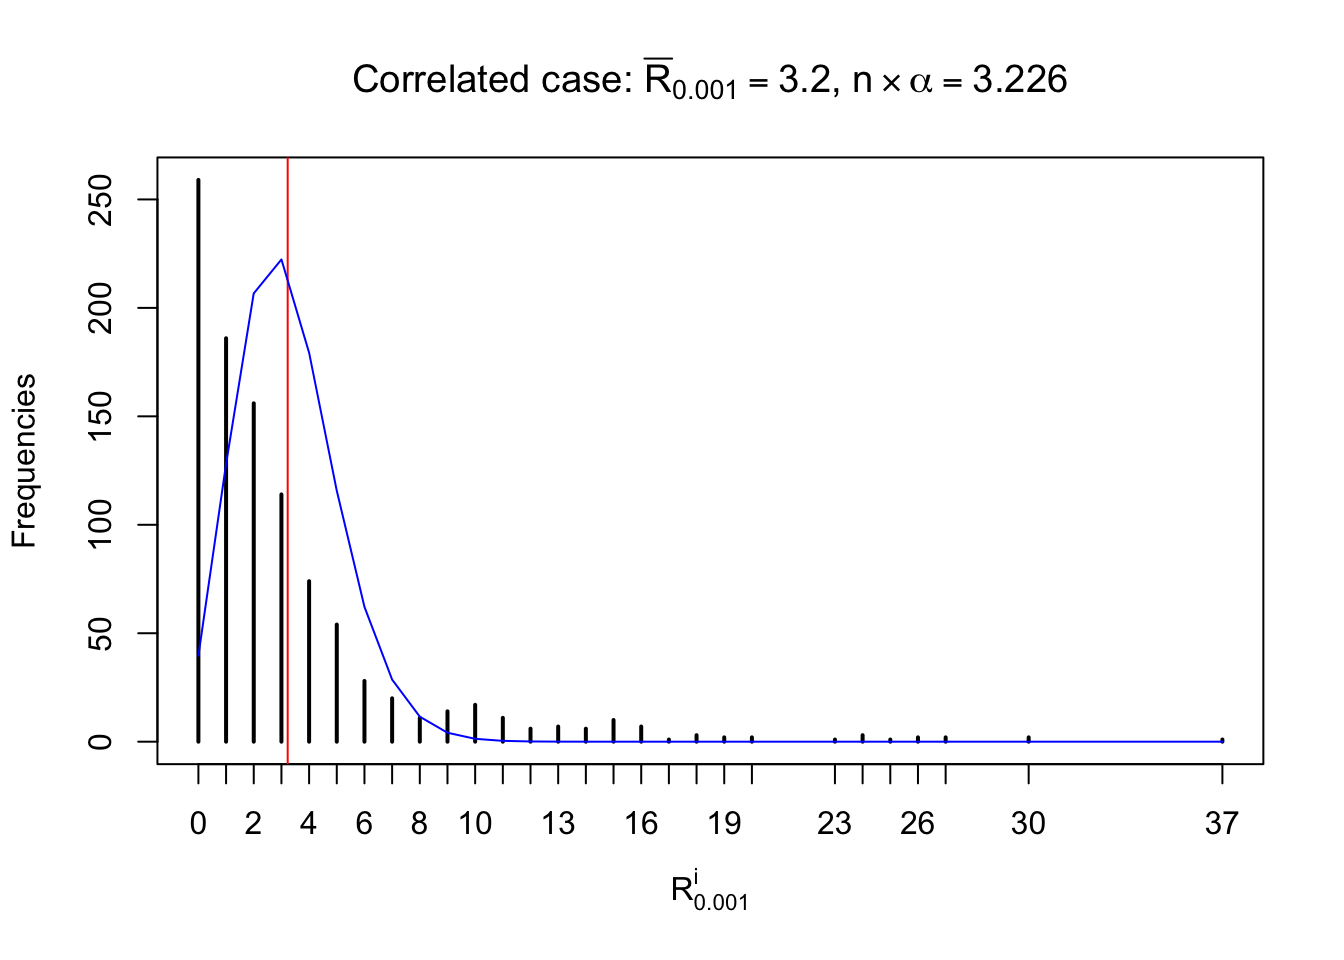 Correlated case: R̅0.001 = 3.2, n × α = 3.226
Frequencies
250
200
150
100
50
0
0 2 4 6 8 10 13 16 19 23 26 30 37
R^i_0.001